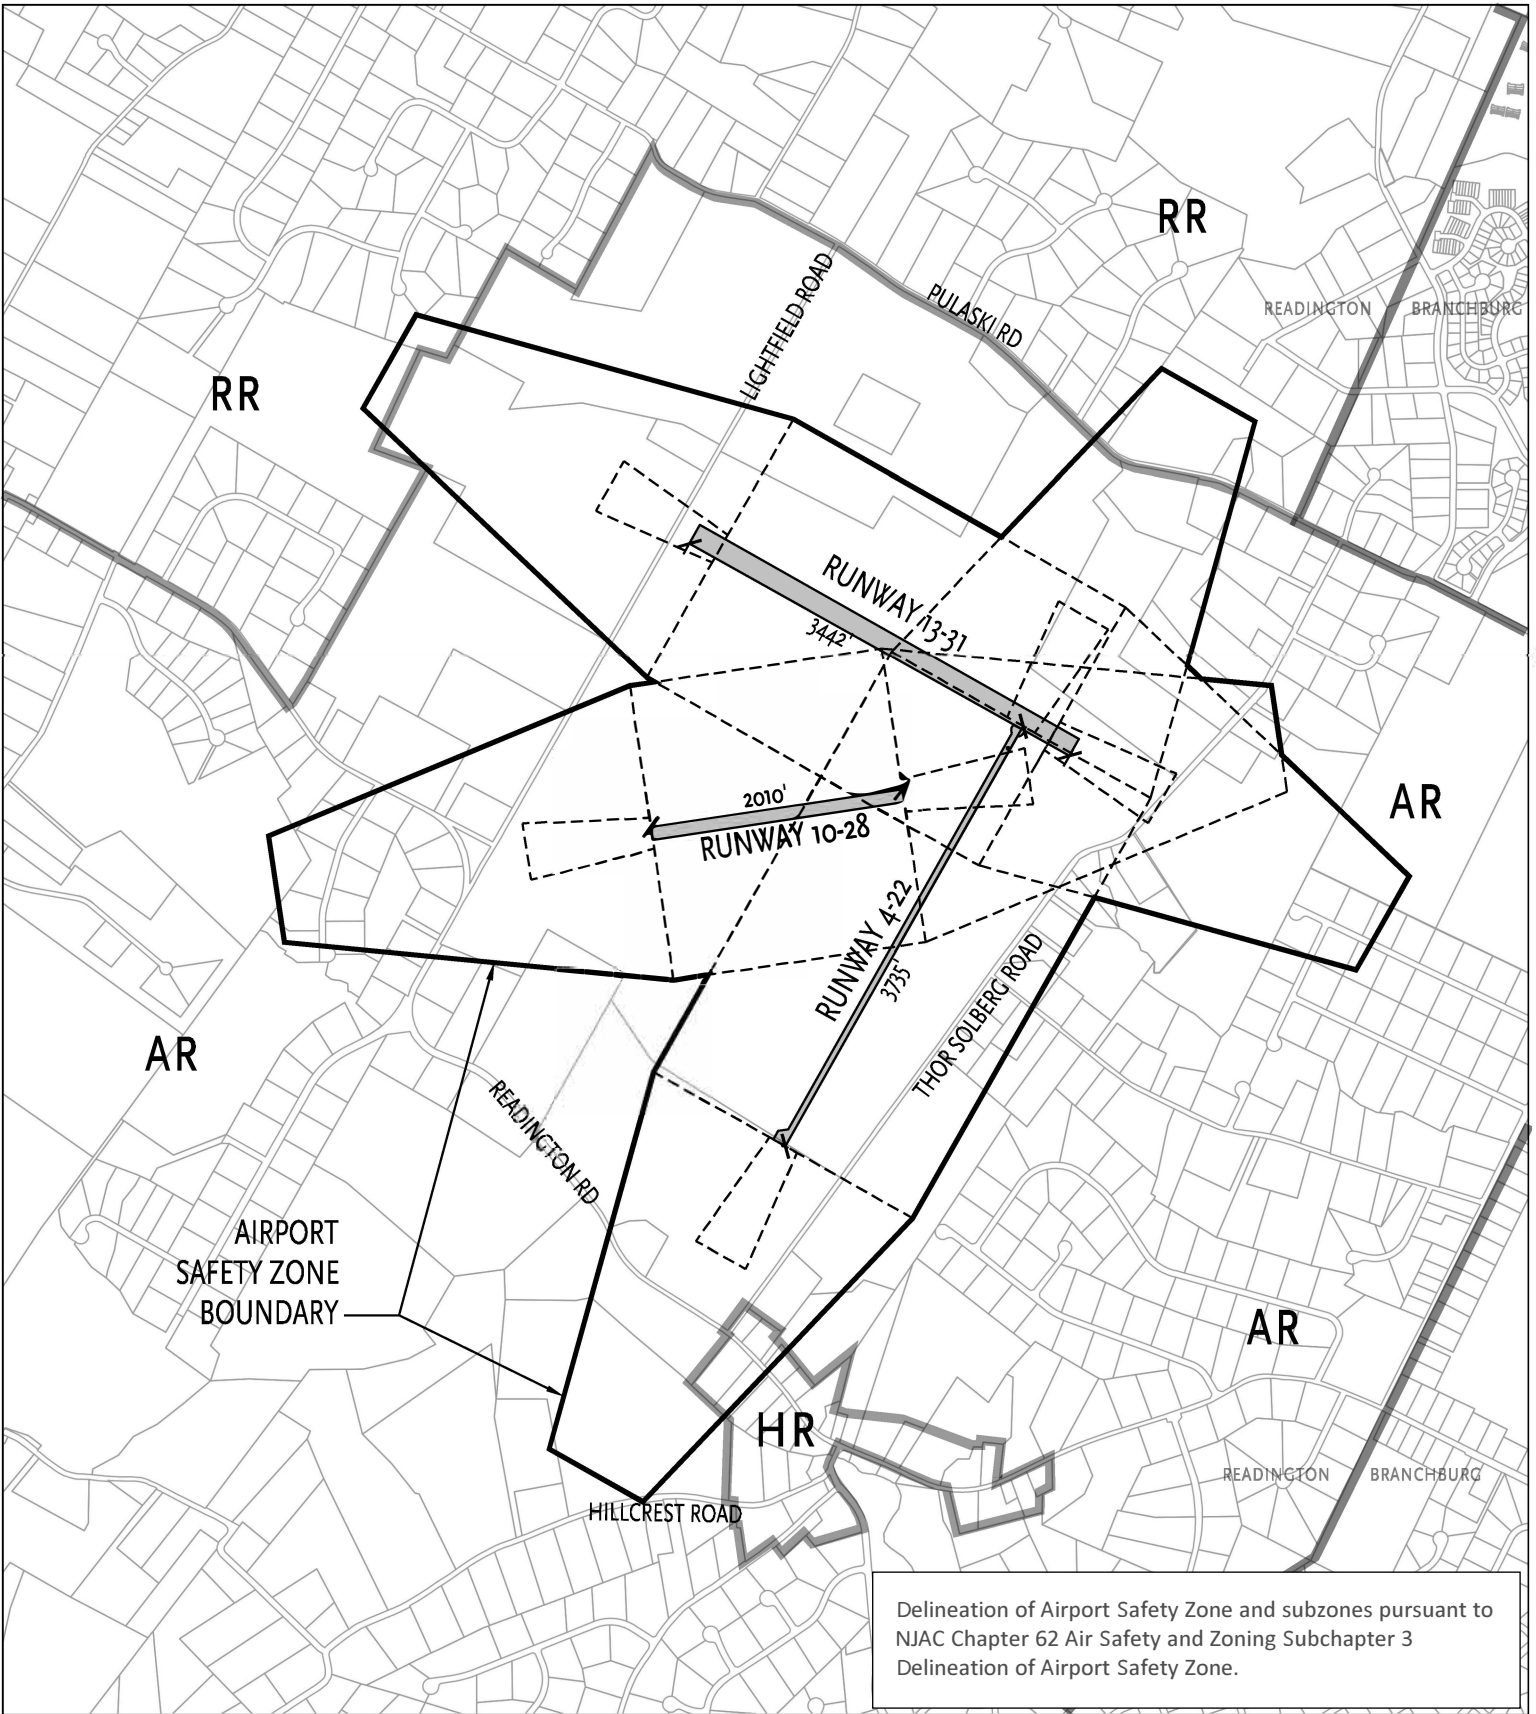 RR
PULASKI RD
LIGHTFIELD ROAD
READINGTON
BRANCHBURG
RR
RUNWAY 13-31
3442'
2010'
RUNWAY 10-28
AR
RUNWAY 4-22
3735'
THOR SOLBERG ROAD
AR
READINGTON RD
AIRPORT
SAFETY ZONE
BOUNDARY
AR
HR
READINGTON
BRANCHBURG
HILLCREST ROAD
Delineation of Airport Safety Zone and subzones pursuant to
NJAC Chapter 62 Air Safety and Zoning Subchapter 3
Delineation of Airport Safety Zone.